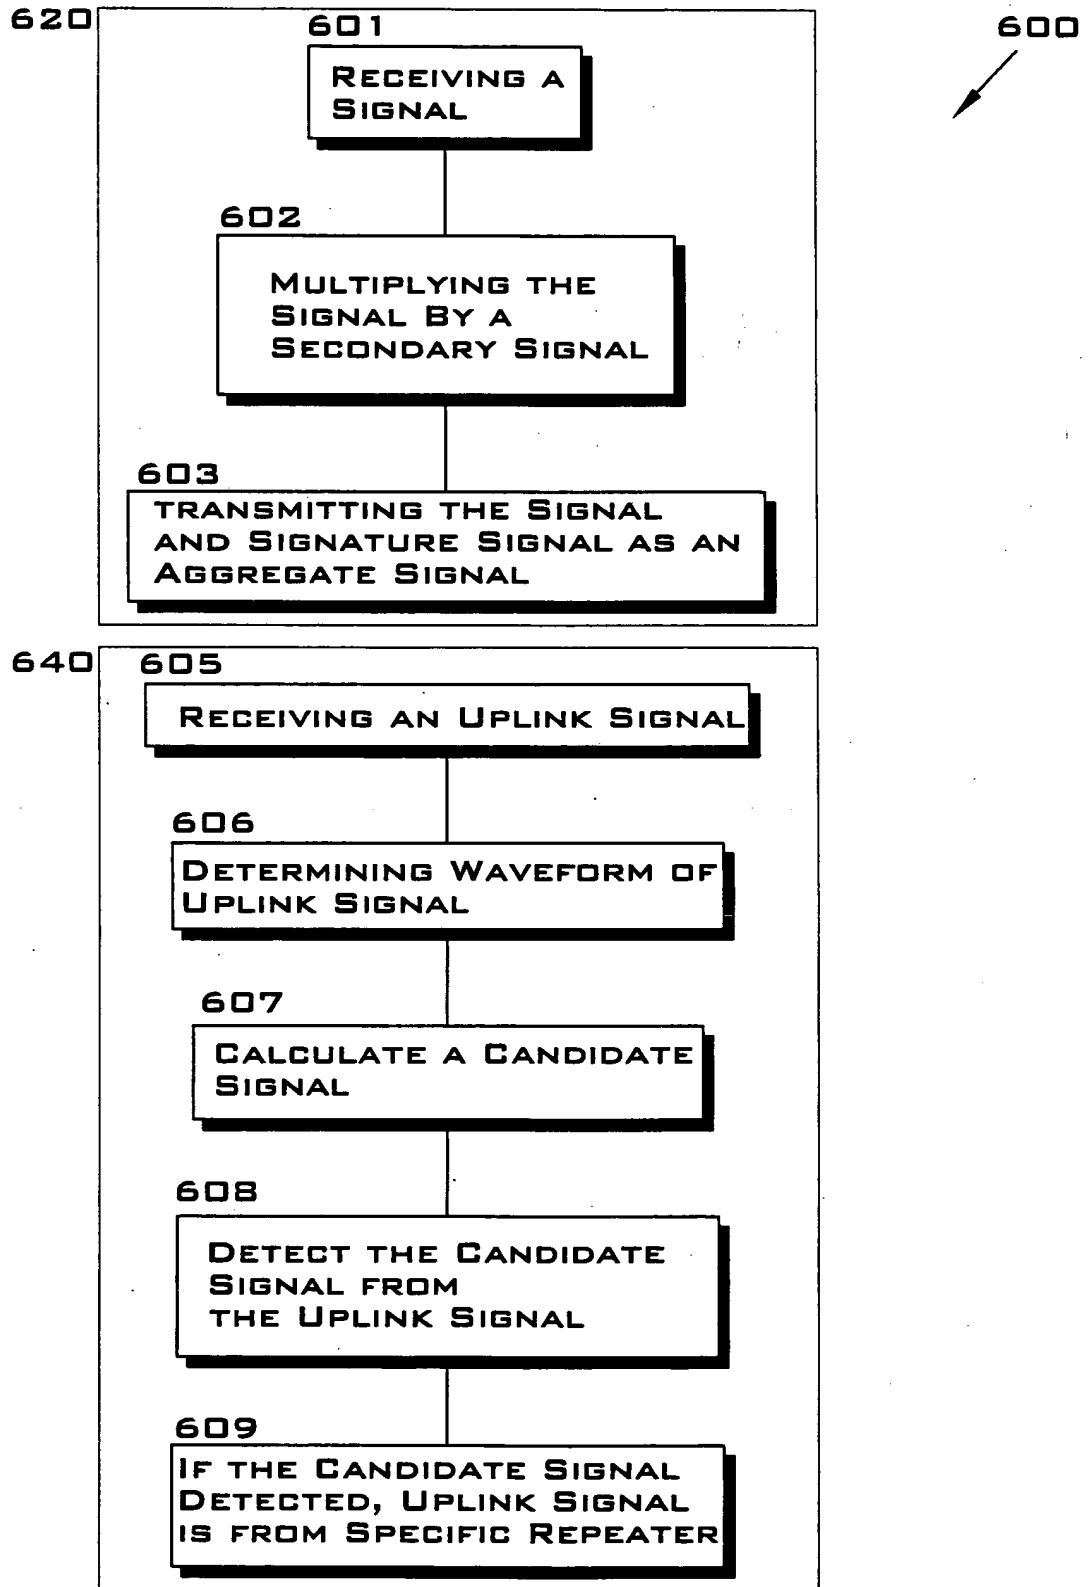 620
601
600
RECEIVING A
SIGNAL
602
MULTIPLYING THE
SIGNAL BY A
SECONDARY SIGNAL
603
TRANSMITTING THE SIGNAL
AND SIGNATURE SIGNAL AS AN
AGGREGATE SIGNAL
640
605
RECEIVING AN UPLINK SIGNAL
606
DETERMINING WAVEFORM OF
UPLINK SIGNAL
607
CALCULATE A CANDIDATE
SIGNAL
608
DETECT THE CANDIDATE
SIGNAL FROM
THE UPLINK SIGNAL
609
IF THE CANDIDATE SIGNAL
DETECTED, UPLINK SIGNAL
IS FROM SPECIFIC REPEATER